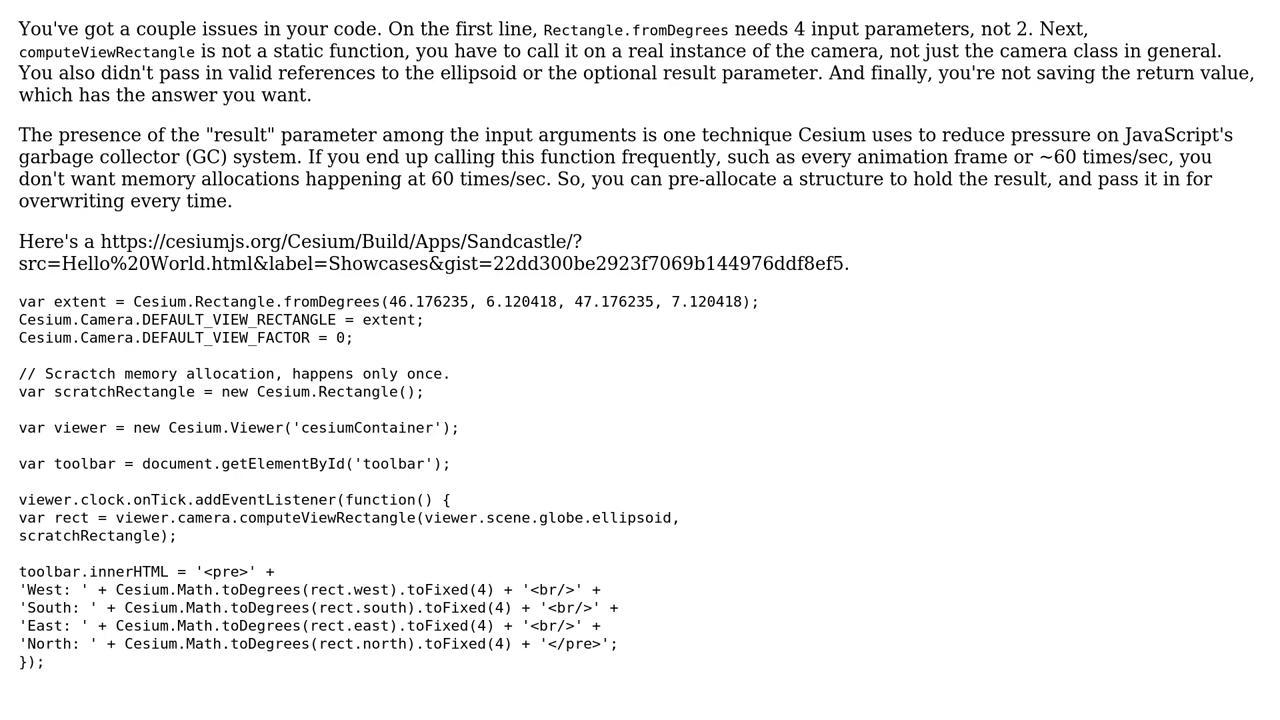 You've got a couple issues in your code. On the first line, Rectangle.fromDegrees needs 4 input parameters, not 2. Next,
computeViewRectangle is not a static function, you have to call it on a real instance of the camera, not just the camera class in general.
You also didn't pass in valid references to the ellipsoid or the optional result parameter. And finally, you're not saving the return value,
which has the answer you want.
The presence of the "result" parameter among the input arguments is one technique Cesium uses to reduce pressure on JavaScript's
garbage collector (GC) system. If you end up calling this function frequently, such as every animation frame or ~60 times/sec, you
don't want memory allocations happening at 60 times/sec. So, you can pre-allocate a structure to hold the result, and pass it in for
overwriting every time.
Here's a https://cesiumjs.org/Cesium/Build/Apps/Sandcastle/?
src=Hello%20World.html&label=Showcases&gist=22dd300be2923f7069b144976ddf8ef5.
var extent = Cesium.Rectangle.fromDegrees(46.176235, 6.120418, 47.176235, 7.120418);
Cesium.Camera.DEFAULT_VIEW_RECTANGLE = extent;
Cesium.Camera.DEFAULT_VIEW_FACTOR = 0;
// Scractch memory allocation, happens only once.
var scratchRectangle = new Cesium.Rectangle();
var viewer = new Cesium.Viewer('cesiumContainer');
var toolbar = document.getElementById('toolbar');
viewer.clock.onTick.addEventListener(function() {
var rect = viewer.camera.computeViewRectangle(viewer.scene.globe.ellipsoid,
scratchRectangle);
toolbar.innerHTML = '<pre>' +
'West: ' + Cesium.Math.toDegrees(rect.west).toFixed(4) + '<br/>' +
'South: ' + Cesium.Math.toDegrees(rect.south).toFixed(4) + '<br/>' +
'East: ' + Cesium.Math.toDegrees(rect.east).toFixed(4) + '<br/>' +
'North: ' + Cesium.Math.toDegrees(rect.north).toFixed(4) + '</pre>';
});